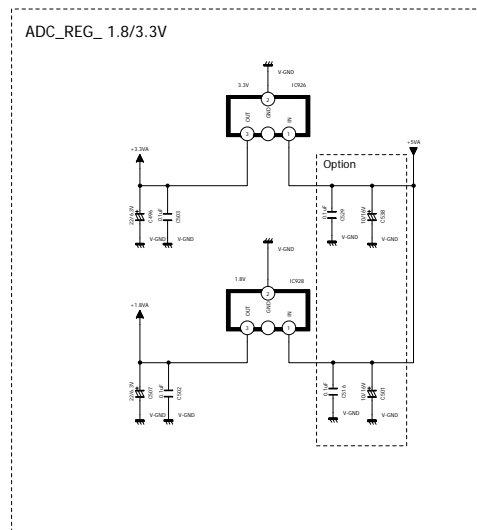 ADC_REG_ 1.8/3.3V
V-GND
3.3V
IC926
2
GND
OUT
IN
3
1
+3.3VA
+5VA
Option
22/6.3V
C496
0.1uF
C503
0.1uF
C529
10/16V
C538
V-GND
V-GND
V-GND
V-GND
V-GND
1.8V
IC928
2
GND
OUT
IN
3
1
+1.8VA
22/6.3V
C507
0.1uF
C502
0.1uF
C516
10/16V
C501
V-GND
V-GND
V-GND
V-GND